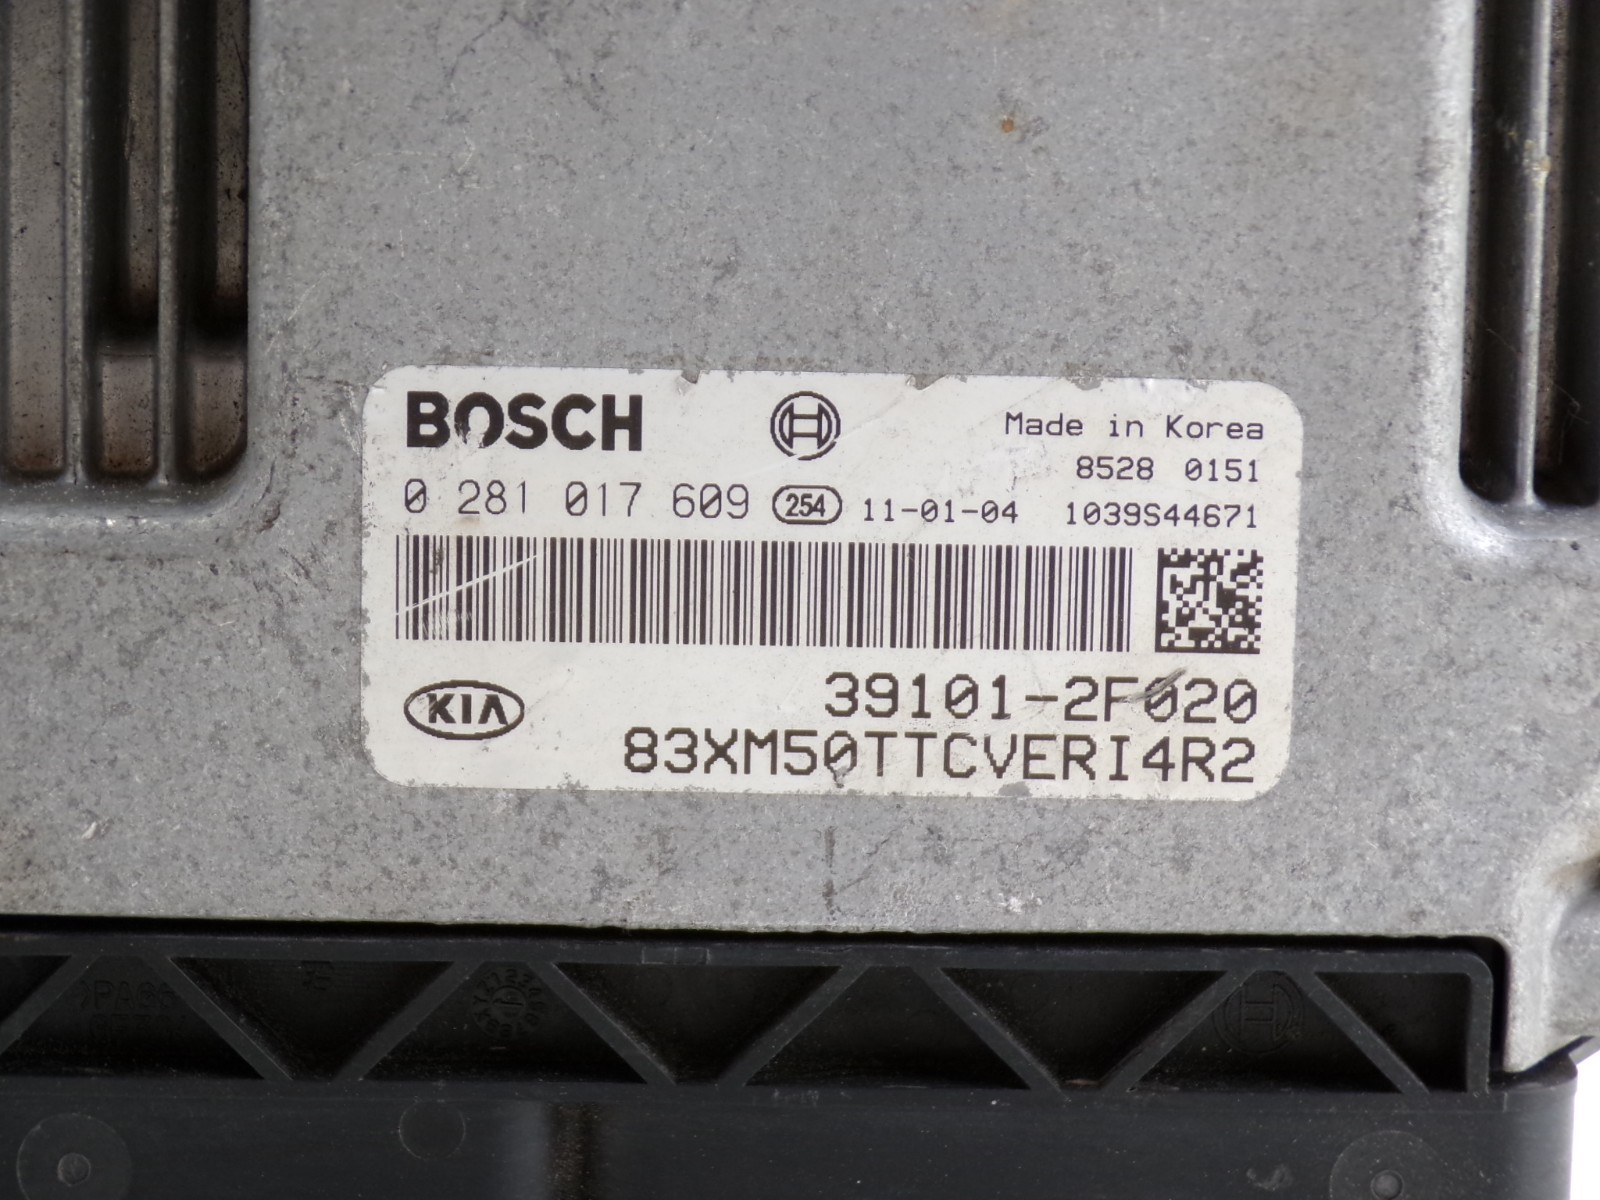 BOSCH
Made in Korea
8528 0151
0 281 017 609 254 11-01-04 1039S44671
39101-2F020
KIA
83XM50TTCVERI4R2